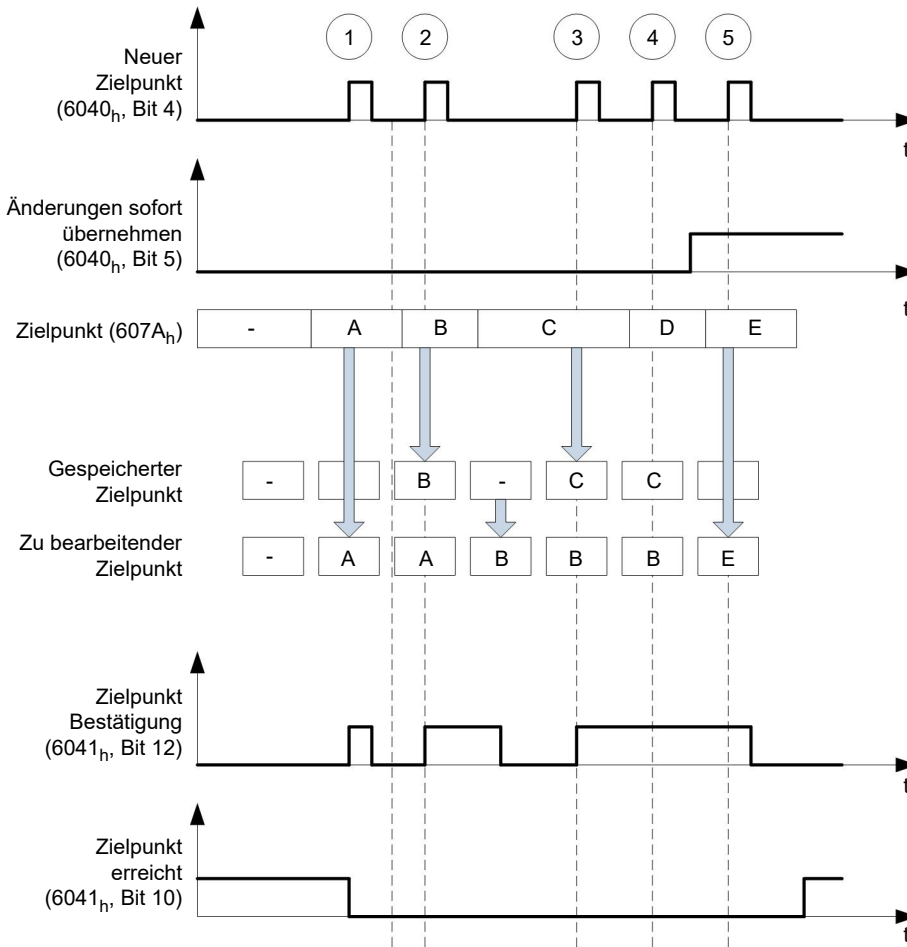 1 2 3 4 5
Neuer
Zielpunkt
(6040h, Bit 4)
t
Änderungen sofort
übernehmen
(6040h, Bit 5)
t
Zielpunkt (607Ah)
- A B C D E
Gespeicherter
Zielpunkt
- B - C C
Zu bearbeitender
Zielpunkt
- A A B B B E
Zielpunkt
Bestätigung
(6041h, Bit 12)
t
Zielpunkt
erreicht
(6041h, Bit 10)
t